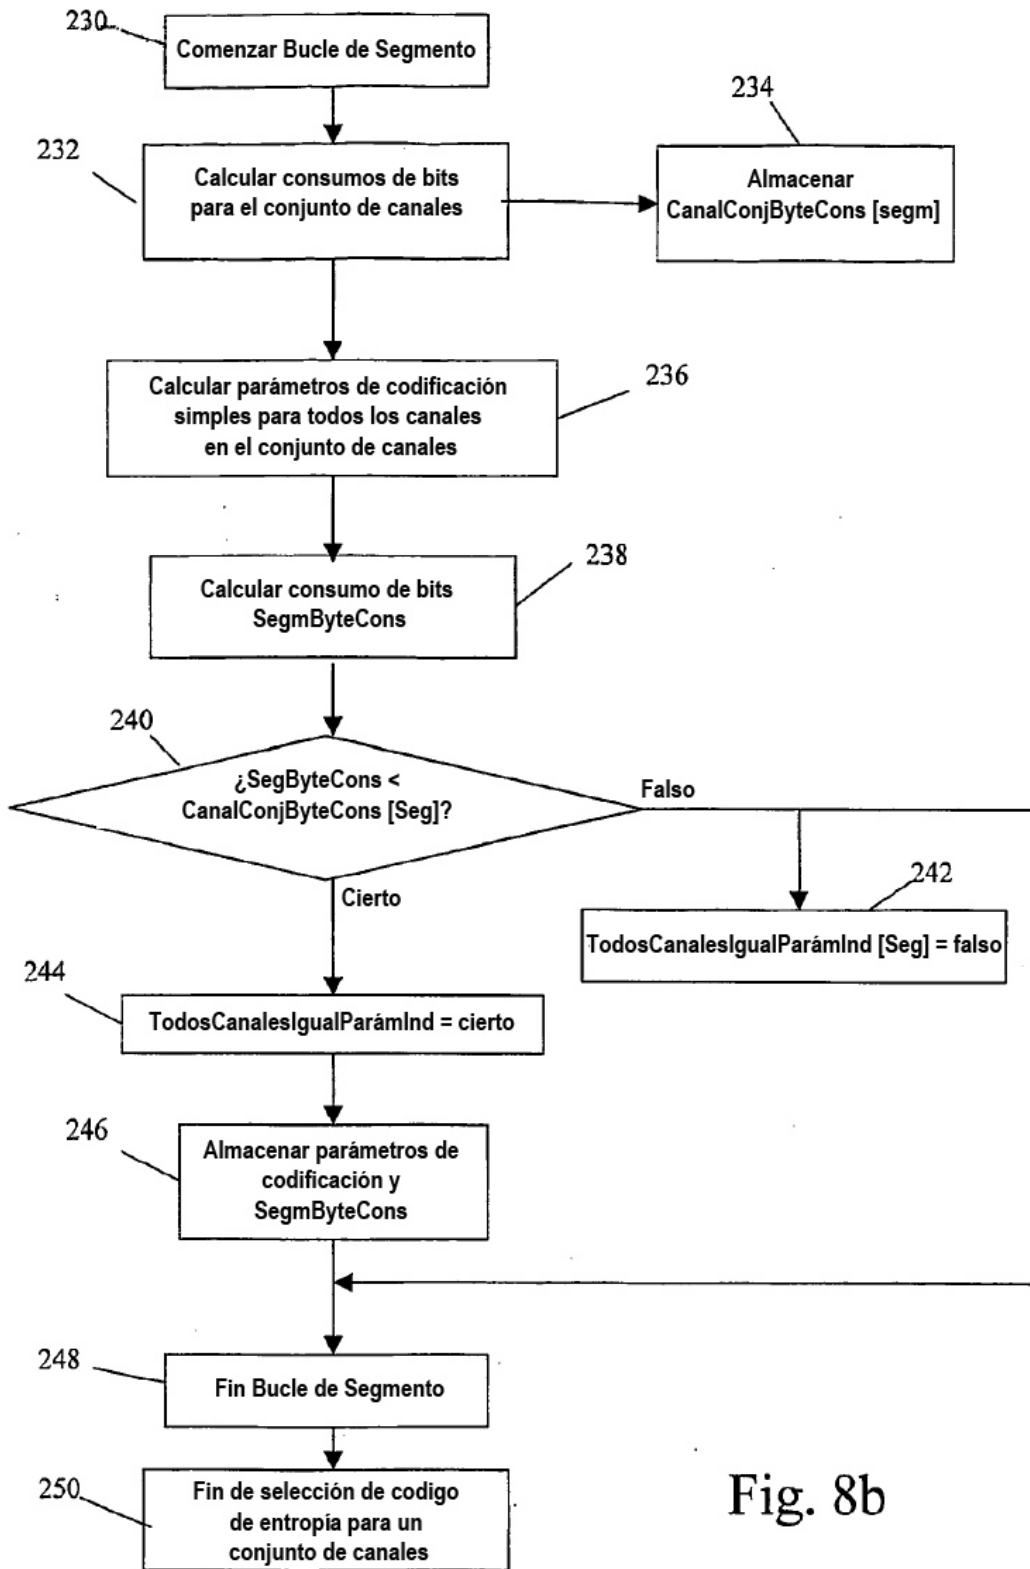 230
Comenzar Bucle de Segmento
234
232
Calcular consumos de bits
para el conjunto de canales
Almacenar
CanalConjByteCons [segm]
236
Calcular parámetros de codificación
simples para todos los canales
en el conjunto de canales
238
Calcular consumo de bits
SegmByteCons
240
¿SegByteCons <
CanalConjByteCons [Seg]?
Falso
Cierto
242
TodosCanalesIgualParámInd [Seg] = falso
244
TodosCanalesIgualParámInd = cierto
246
Almacenar parámetros de
codificación y
SegmByteCons
248
Fin Bucle de Segmento
250
Fin de selección de codigo
de entropía para un
conjunto de canales
Fig. 8b